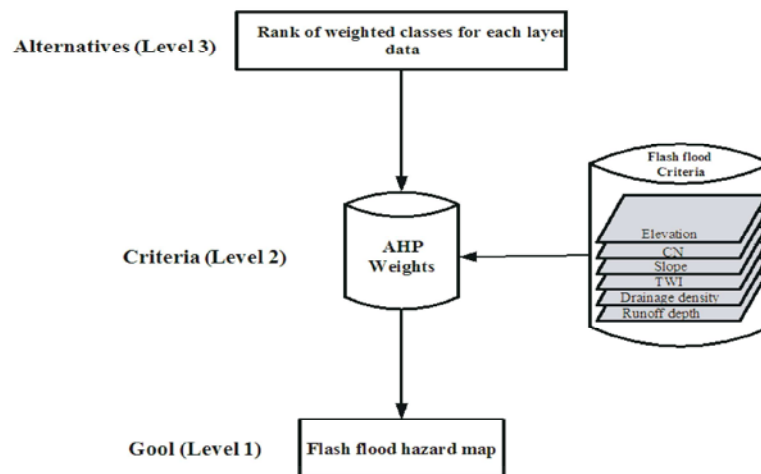 Rank of weighted classes for each layer
data
Alternatives (Level 3)
Flash flood
Criteria
Elevation
CN
Slope
TWI
Drainage density
Runoff depth
Criteria (Level 2)
AHP
Weights
Gool (Level 1)
Flash flood hazard map